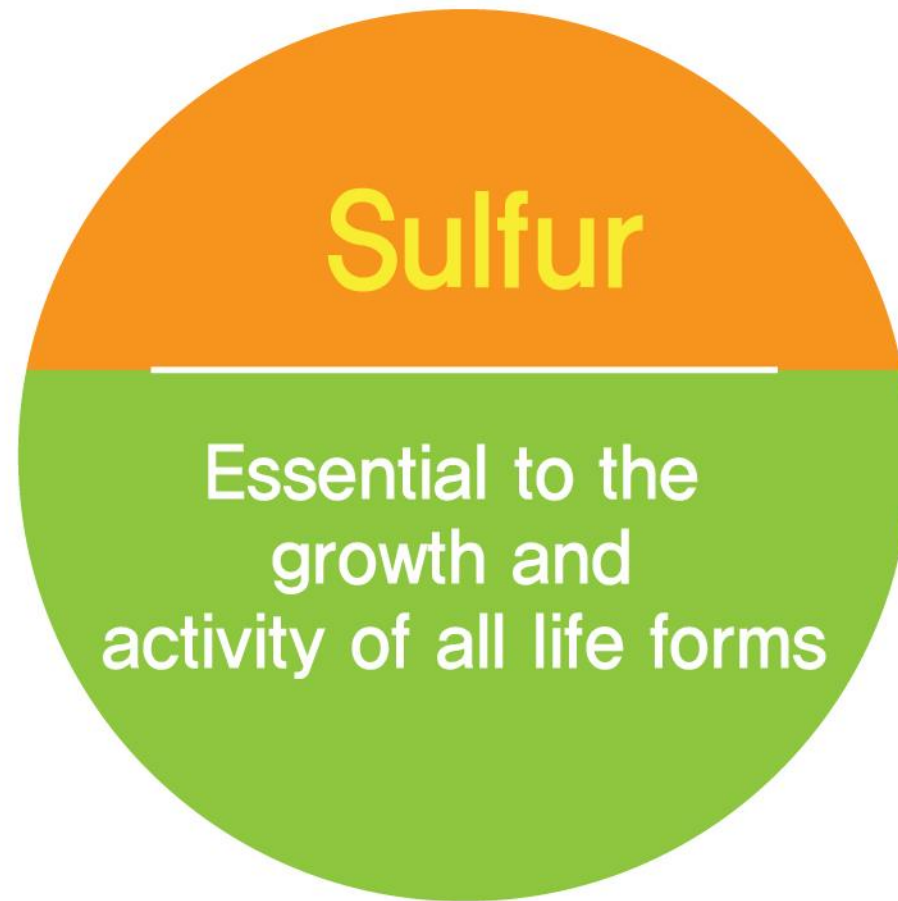 Sulfur
Essential to the
growth and
activity of all life forms